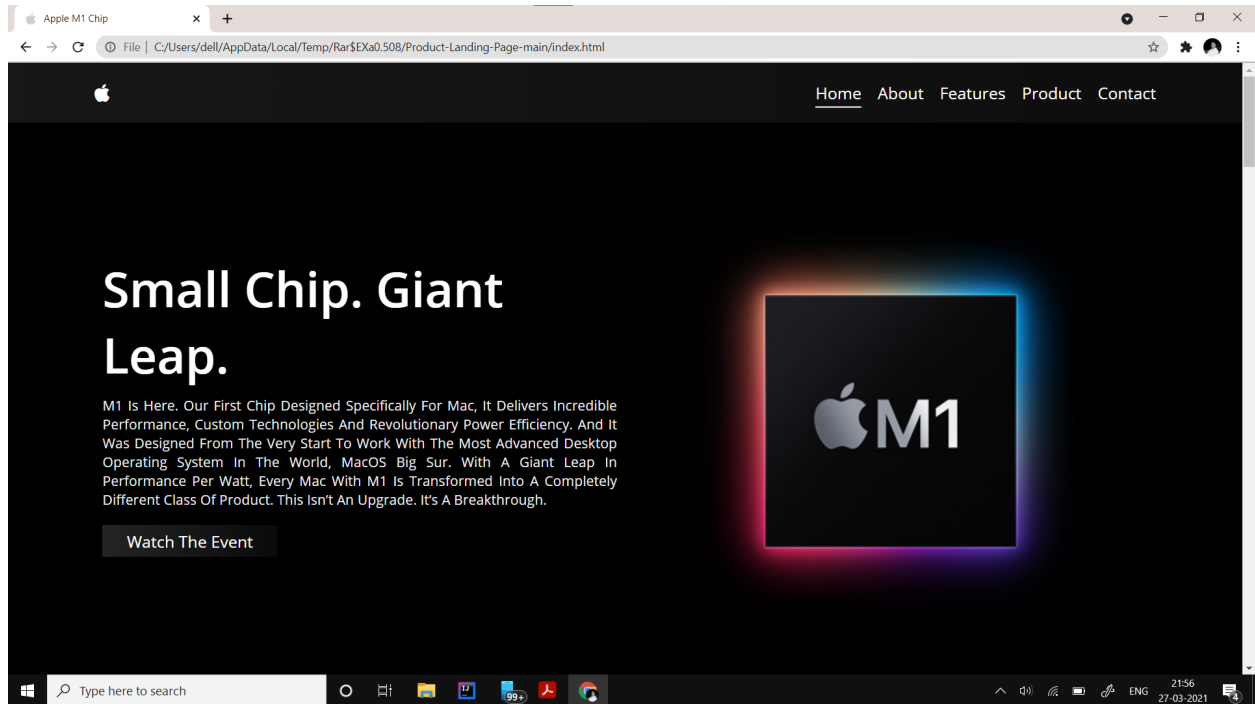 Apple M1 Chip
File | C:/Users/dell/AppData/Local/Temp/Rar$EXa0.508/Product-Landing-Page-main/index.html
Home About Features Product Contact
Small Chip. Giant
Leap.
M1 Is Here. Our First Chip Designed Specifically For Mac, It Delivers Incredible
Performance, Custom Technologies And Revolutionary Power Efficiency. And It
Was Designed From The Very Start To Work With The Most Advanced Desktop
Operating System In The World, MacOS Big Sur. With A Giant Leap In
Performance Per Watt, Every Mac With M1 Is Transformed Into A Completely
Different Class Of Product. This Isn't An Upgrade. It's A Breakthrough.
Watch The Event
M1
Type here to search
IJ
99+
ENG
21:56
27-03-2021
4